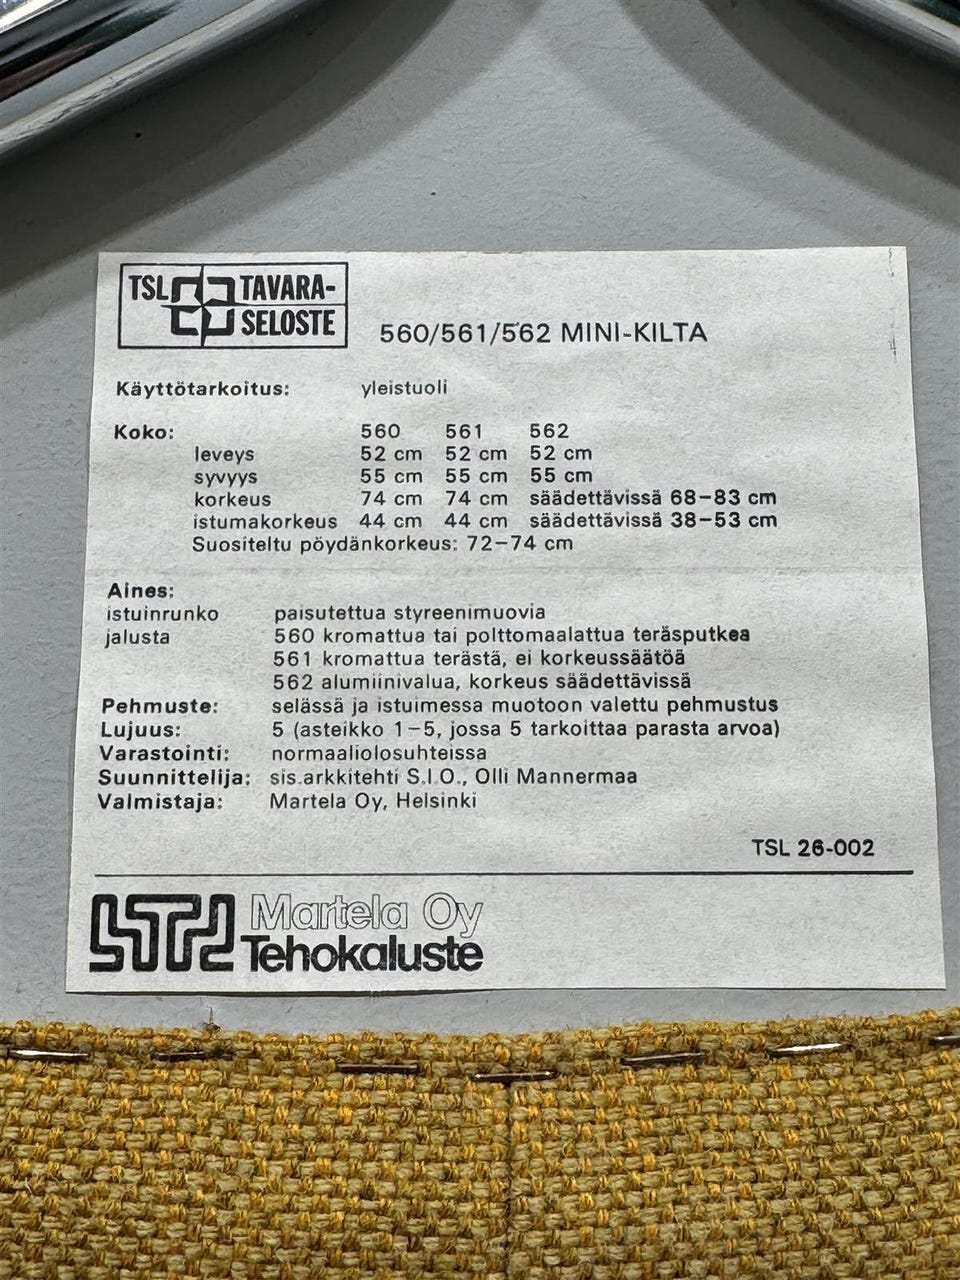 TSL TAVARA-
SELOSTE
560/561/562 MINI-KILTA
Käyttötarkoitus: yleistuoli
Koko: 560 561 562
leveys 52 cm 52 cm 52 cm
syvyys 55 cm 55 cm 55 cm
korkeus 74 cm 74 cm säädettävissä 68–83 cm
istumakorkeus 44 cm 44 cm säädettävissä 38–53 cm
Suositeltu pöydänkorkeus: 72–74 cm
Aines:
istuinrunko paisutettua styreenimuovia
jalusta 560 kromattua tai polttomaalattua teräsputkea
561 kromattua terästä, ei korkeussäätöä
562 alumiinivalua, korkeus säädettävissä
Pehmuste: selässä ja istuimessa muotoon valettu pehmustus
Lujuus: 5 (asteikko 1–5, jossa 5 tarkoittaa parasta arvoa)
Varastointi: normaaliolosuhteissa
Suunnittelija: sis.arkkitehti S.I.O., Olli Mannermaa
Valmistaja: Martela Oy, Helsinki
TSL 26-002
Martela Oy
Tehokaluste